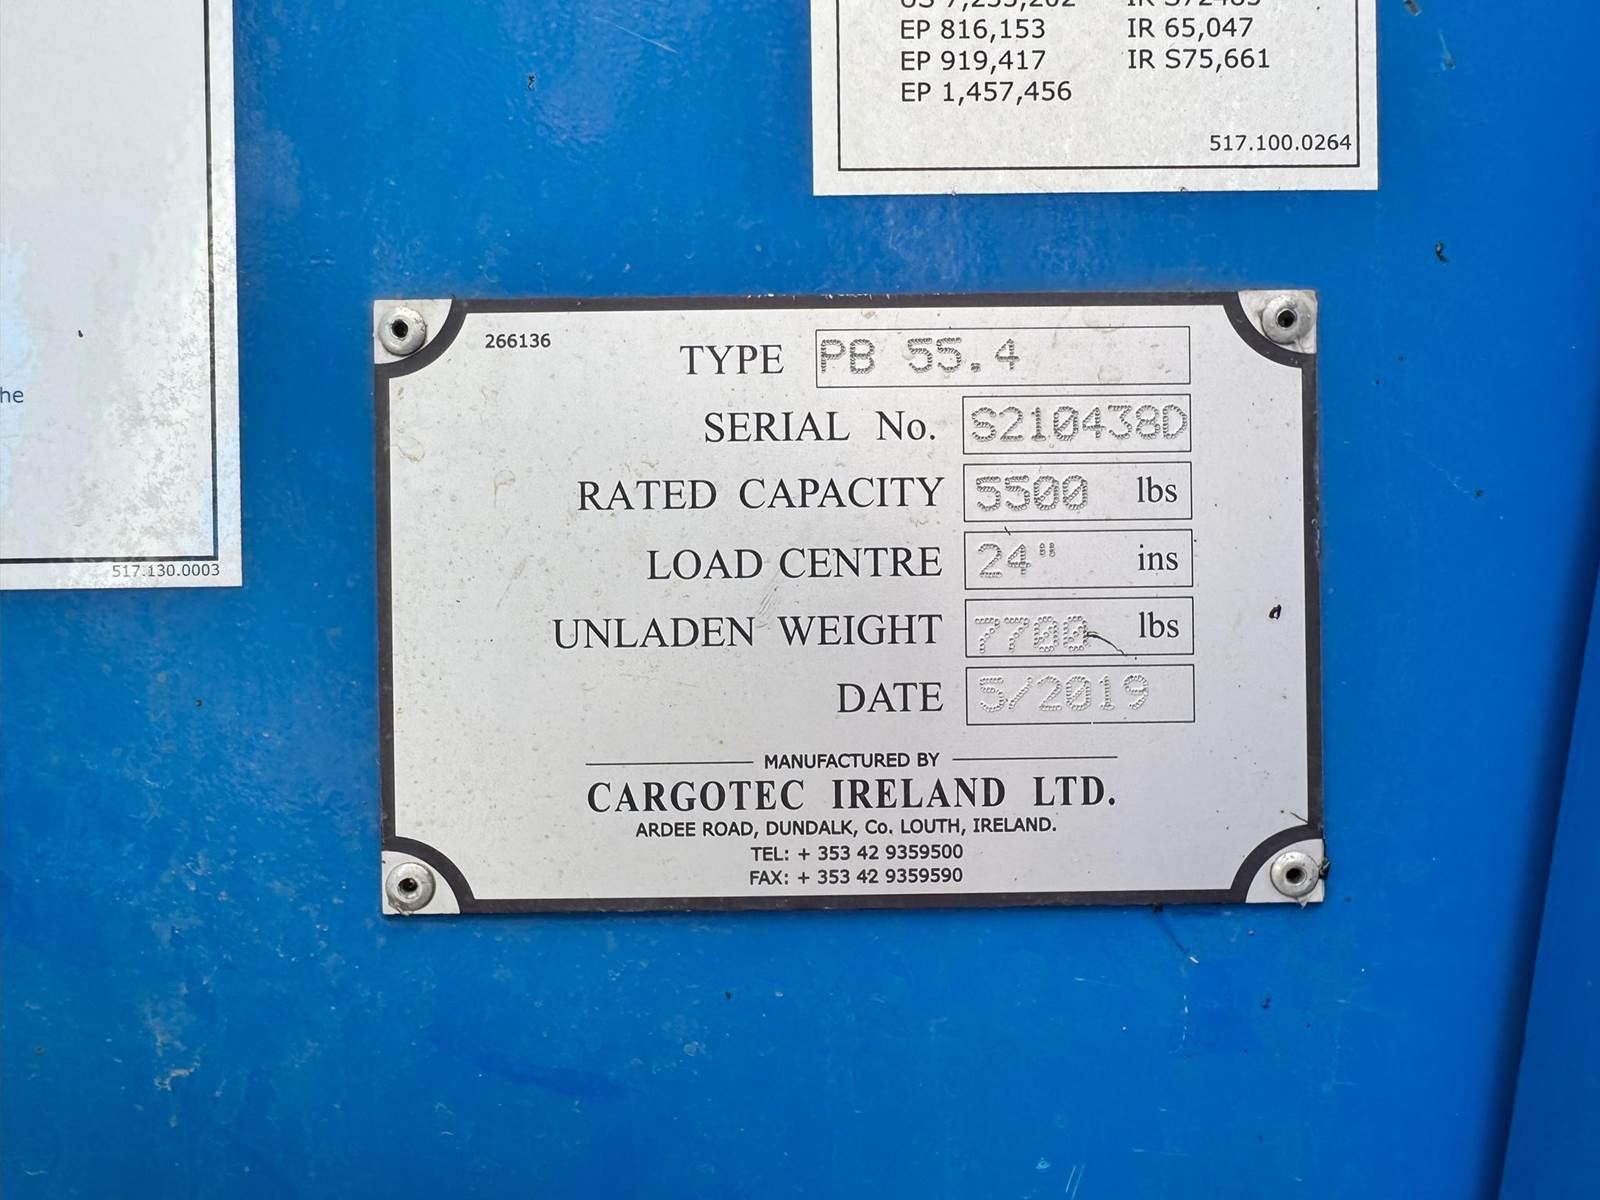 EP 816,153 IR 65,047
EP 919,417 IR S75,661
EP 1,457,456
517.100.0264
he
517.130.0003
266136
TYPE PB 55.4
SERIAL No. S210438D
RATED CAPACITY 5500 lbs
LOAD CENTRE 24" ins
UNLADEN WEIGHT 7700 lbs
DATE 5/2019
MANUFACTURED BY
CARGOTEC IRELAND LTD.
ARDEE ROAD, DUNDALK, Co. LOUTH, IRELAND.
TEL: + 353 42 9359500
FAX: + 353 42 9359590